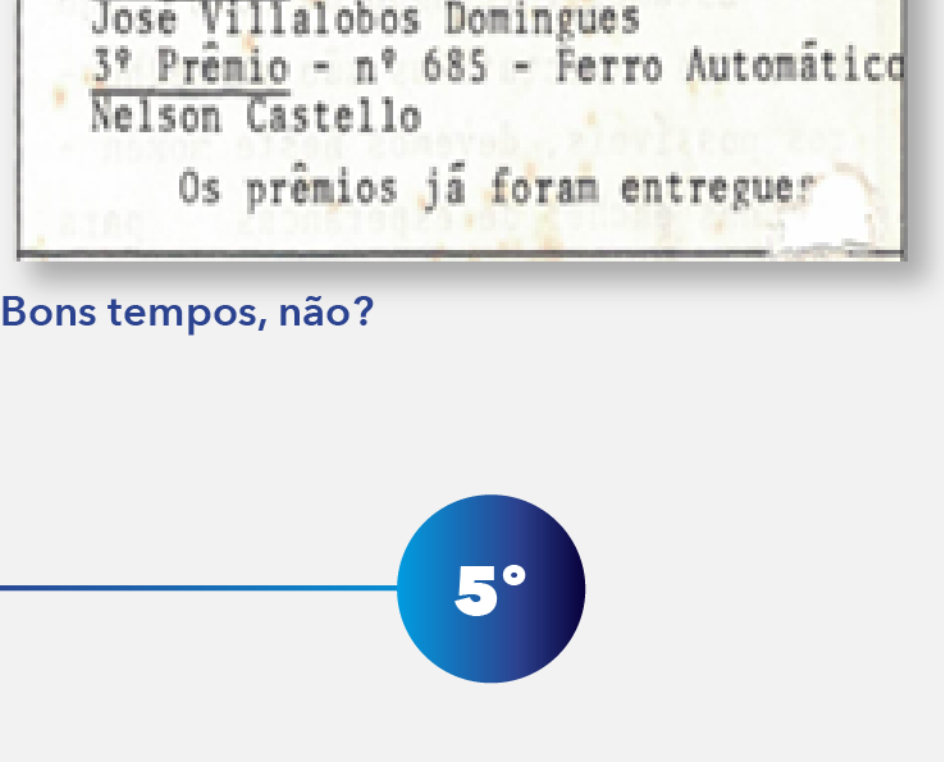 José Villalobos Domingues
3º Prêmio - nº 685 - Ferro Automático
Nelson Castello
Os prêmios já foram entregues
Bons tempos, não?
5º